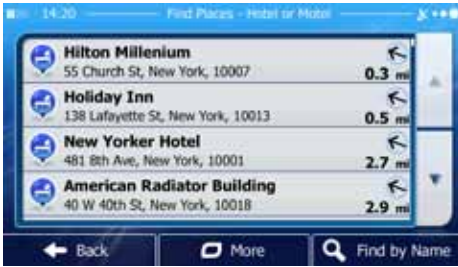 14:20 Find Places - Hotel or Motel
Hilton Millenium
55 Church St, New York, 10007
0.3 mi
Holiday Inn
138 Lafayette St, New York, 10013
0.5 mi
New Yorker Hotel
481 8th Ave, New York, 10001
2.7 mi
American Radiator Building
40 W 40th St, New York, 10018
2.9 mi
Back More Find by Name